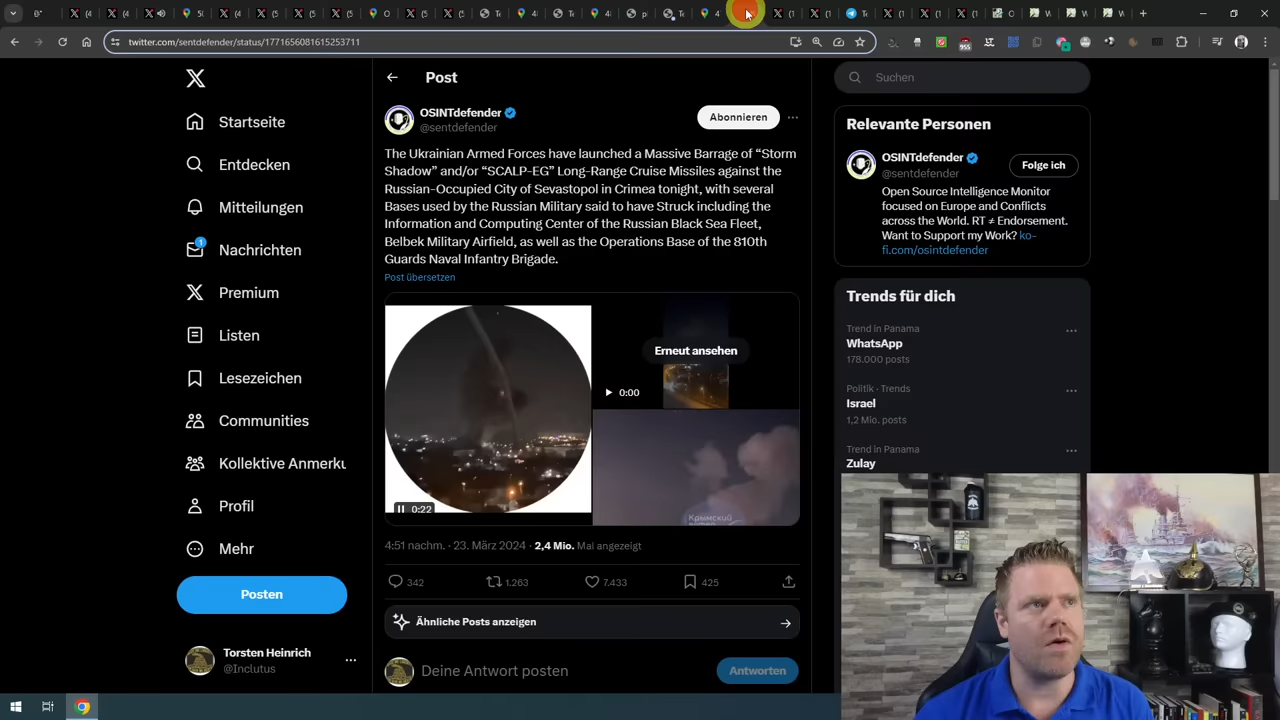 twitter.com/sentdefender/status/1771656081615253711
955
Startseite
Entdecken
Mitteilungen
1
Nachrichten
Premium
Listen
Lesezeichen
Communities
Profil
Mehr
Posten
Torsten Heinrich
@Inclutus
Post
OSINTdefender
@sentdefender
Abonnieren
The Ukrainian Armed Forces have launched a Massive Barrage of “Storm
Shadow” and/or “SCALP-EG” Long-Range Cruise Missiles against the
Russian-Occupied City of Sevastopol in Crimea tonight, with several
Bases used by the Russian Military said to have Struck including the
Information and Computing Center of the Russian Black Sea Fleet,
Belbek Military Airfield, as well as the Operations Base of the 810th
Guards Naval Infantry Brigade.
Post übersetzen
Erneut ansehen
0:00
0:22
Крымский
4:51 nachm. · 23. März 2024 · 2,4 Mio. Mal angezeigt
342
1.263
7.433
425
Ähnliche Posts anzeigen
Deine Antwort posten
Antworten
Suchen
Relevante Personen
OSINTdefender
@sentdefender
Folge ich
Open Source Intelligence Monitor
focused on Europe and Conflicts
across the World. RT ≠ Endorsement.
Want to Support my Work? ko-
fi.com/osintdefender
Trends für dich
Trend in Panama
WhatsApp
178.000 posts
Politik · Trends
Israel
1,2 Mio. posts
Trend in Panama
Zulay